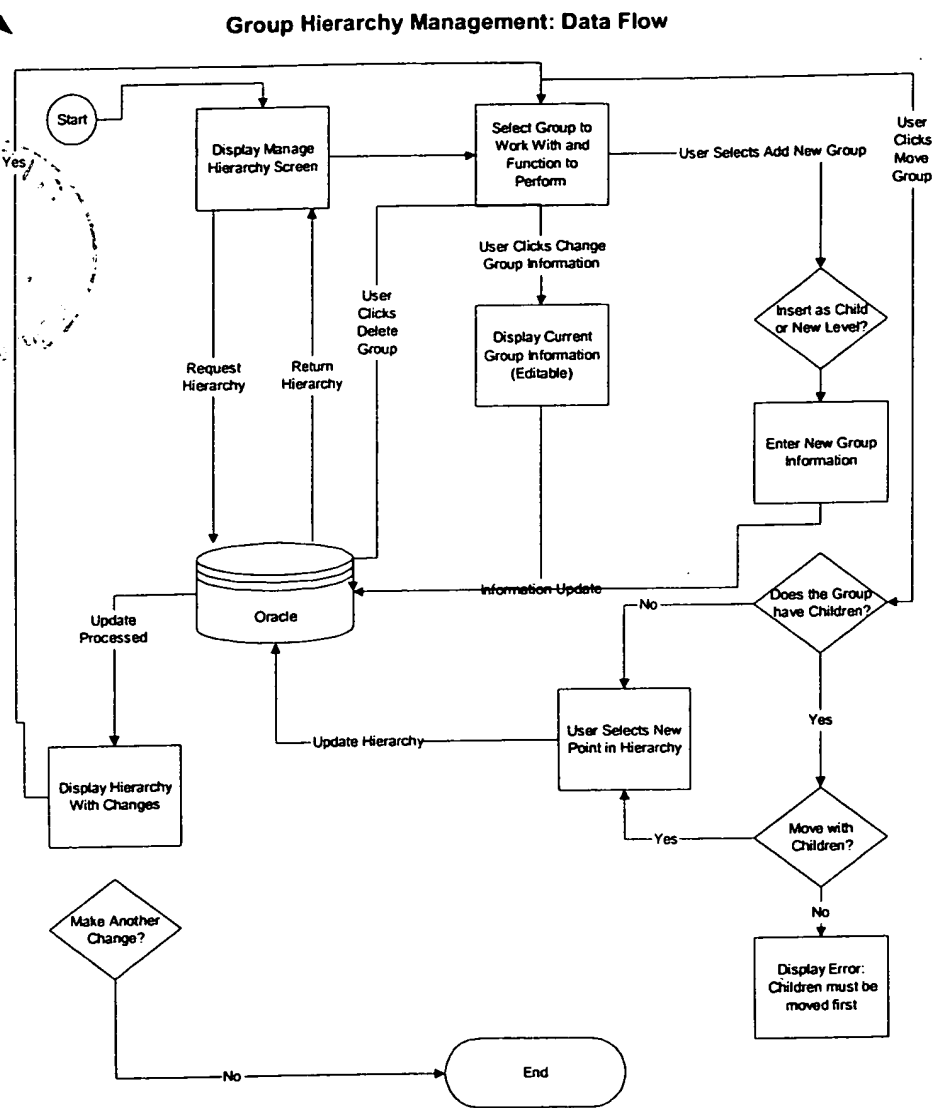 Group Hierarchy Management: Data Flow
Start
Yes
Display Manage
Hierarchy Screen
Select Group to
Work With and
Function to
Perform
User Selects Add New Group
User
Clicks
Move
Group
User Clicks Change
Group Information
User
Clicks
Delete
Group
Insert as Child
or New Level?
Request
Hierarchy
Return
Hierarchy
Display Current
Group Information
(Editable)
Enter New Group
Information
Oracle
Information Update
Does the Group
have Children?
No
Update
Processed
Yes
User Selects New
Point in Hierarchy
Update Hierarchy
Display Hierarchy
With Changes
Move with
Children?
Yes
No
Make Another
Change?
Display Error:
Children must be
moved first
No
End